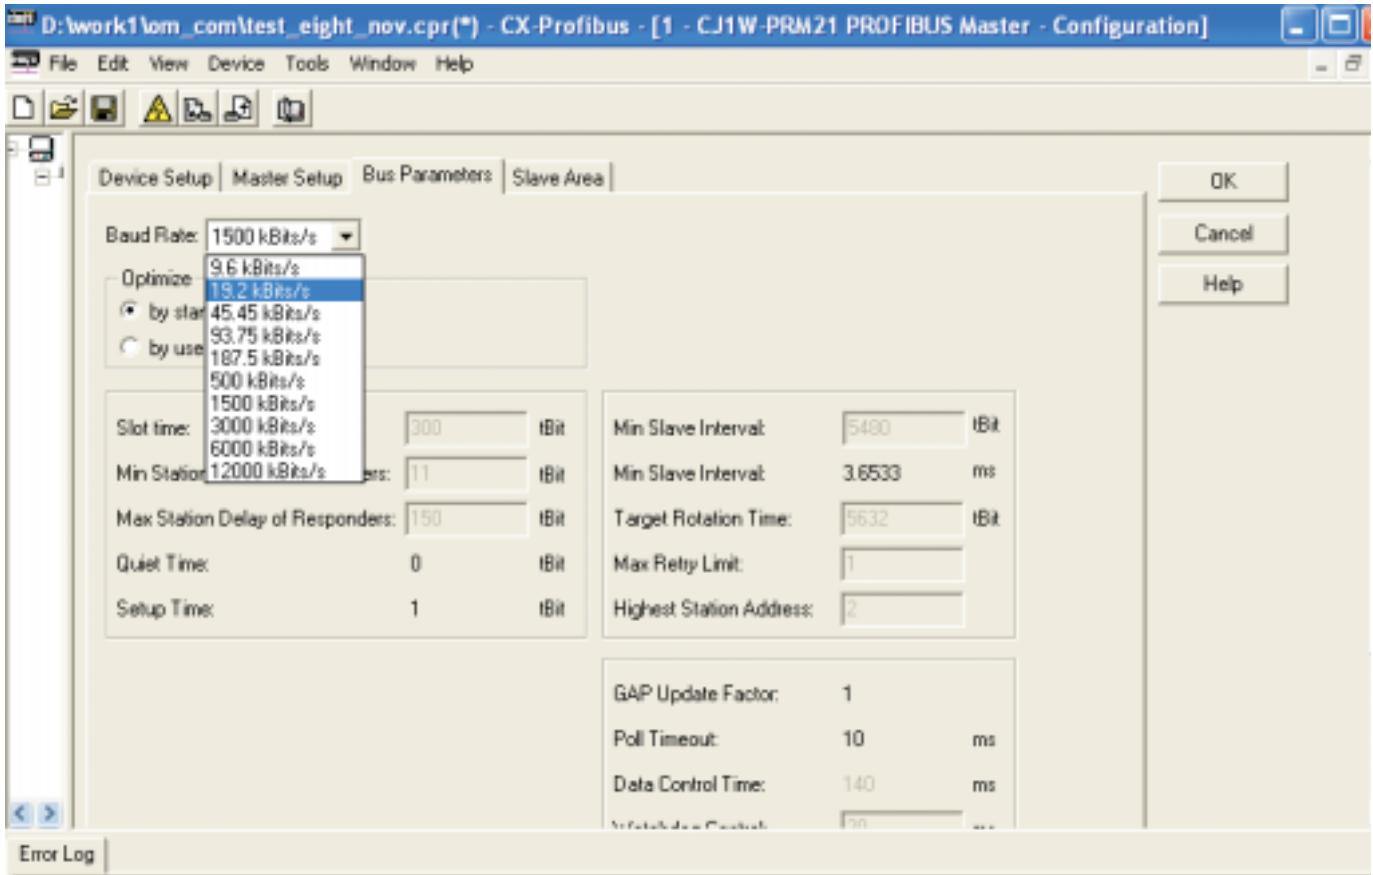 D:\work1\om_com\test_eight_nov.cpr(*) - CX-Profibus - [1 - CJ1W-PRM21 PROFIBUS Master - Configuration]
File Edit View Device Tools Window Help
Device Setup Master Setup Bus Parameters Slave Area
OK
Cancel
Help
Baud Rate: 1500 kBits/s
9.6 kBits/s
19.2 kBits/s
45.45 kBits/s
93.75 kBits/s
187.5 kBits/s
500 kBits/s
1500 kBits/s
3000 kBits/s
6000 kBits/s
12000 kBits/s
Optimize
by
by
Slot time: 300 tBit
Min 11 tBit
Max Station Delay of Responders: 150 tBit
Quiet Time: 0 tBit
Setup Time: 1 tBit
Min Slave Interval: 5480 tBit
Min Slave Interval: 3.6533 ms
Target Rotation Time: 5632 tBit
Max Retry Limit: 1
Highest Station Address: 2
GAP Update Factor: 1
Poll Timeout: 10 ms
Data Control Time: 140 ms
Error Log